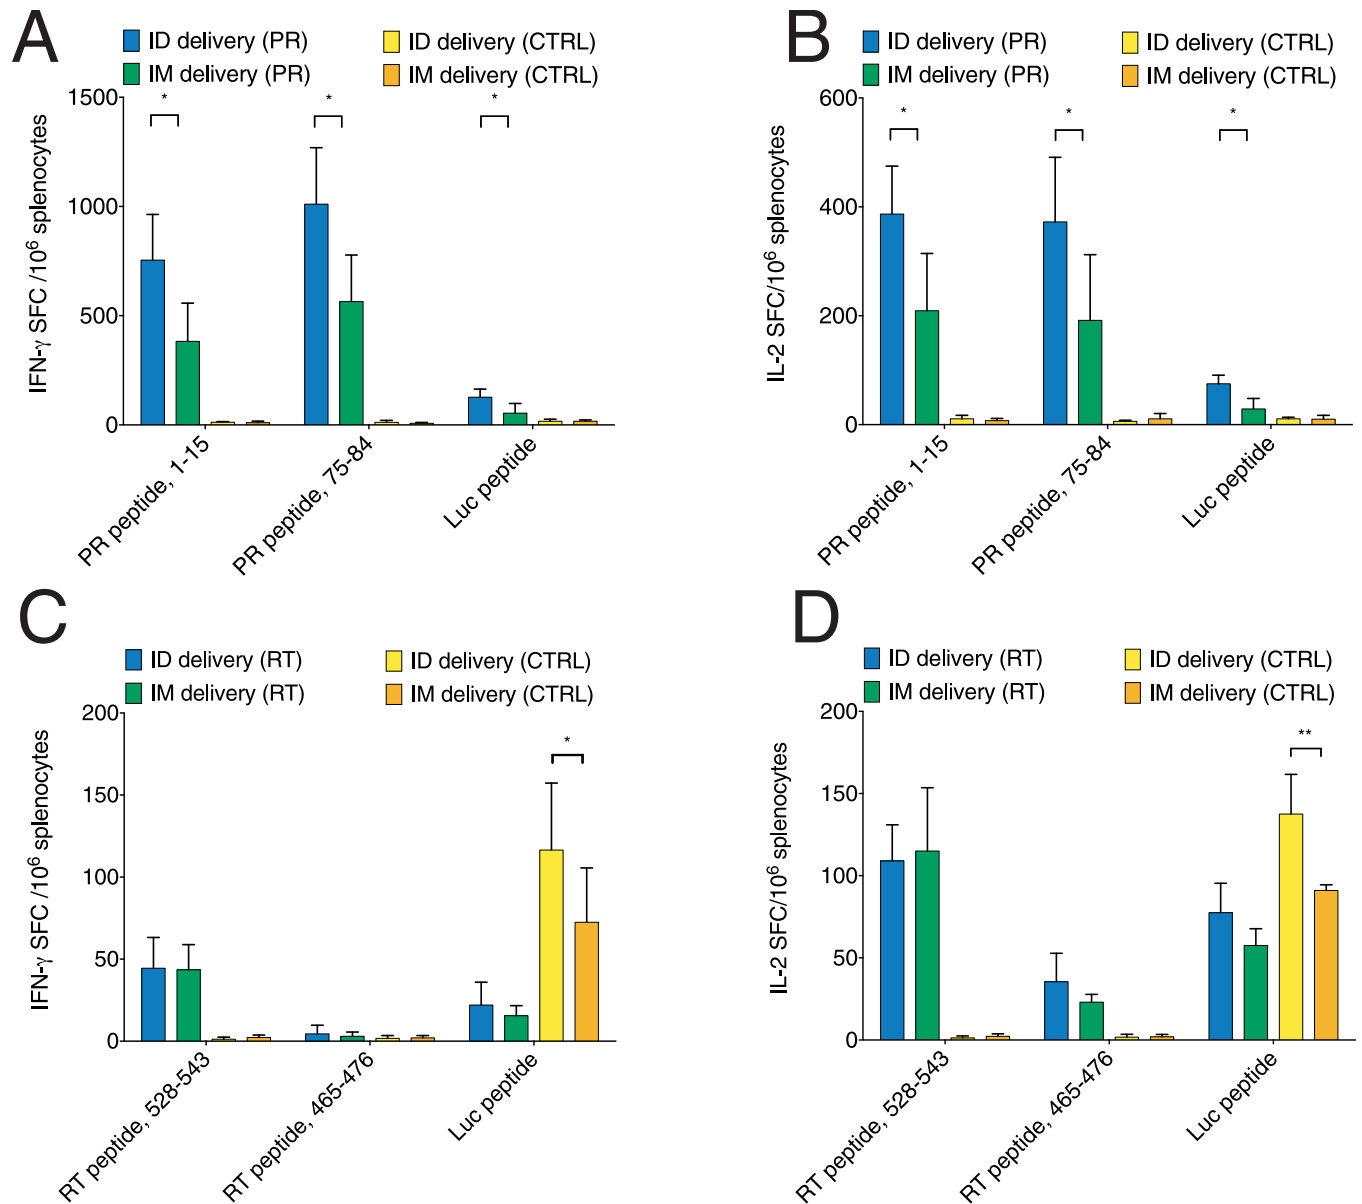 A
ID delivery (PR)
ID delivery (CTRL)
IM delivery (PR)
IM delivery (CTRL)
IFN-γ SFC /10⁶ splenocytes
1500
1000
500
0
*
*
*
PR peptide, 1-15
PR peptide, 75-84
Luc peptide
B
ID delivery (PR)
ID delivery (CTRL)
IM delivery (PR)
IM delivery (CTRL)
IL-2 SFC/10⁶ splenocytes
600
400
200
0
*
*
*
PR peptide, 1-15
PR peptide, 75-84
Luc peptide
C
ID delivery (RT)
ID delivery (CTRL)
IM delivery (RT)
IM delivery (CTRL)
IFN-γ SFC /10⁶ splenocytes
200
150
100
50
0
*
RT peptide, 528-543
RT peptide, 465-476
Luc peptide
D
ID delivery (RT)
ID delivery (CTRL)
IM delivery (RT)
IM delivery (CTRL)
IL-2 SFC/10⁶ splenocytes
200
150
100
50
0
**
RT peptide, 528-543
RT peptide, 465-476
Luc peptide